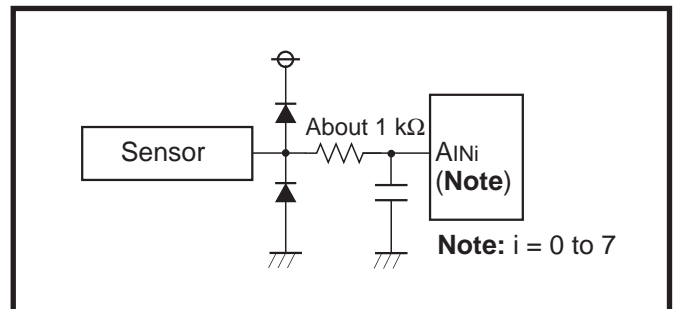 About 1 kΩ
Sensor
AINi
(Note)
Note: i = 0 to 7